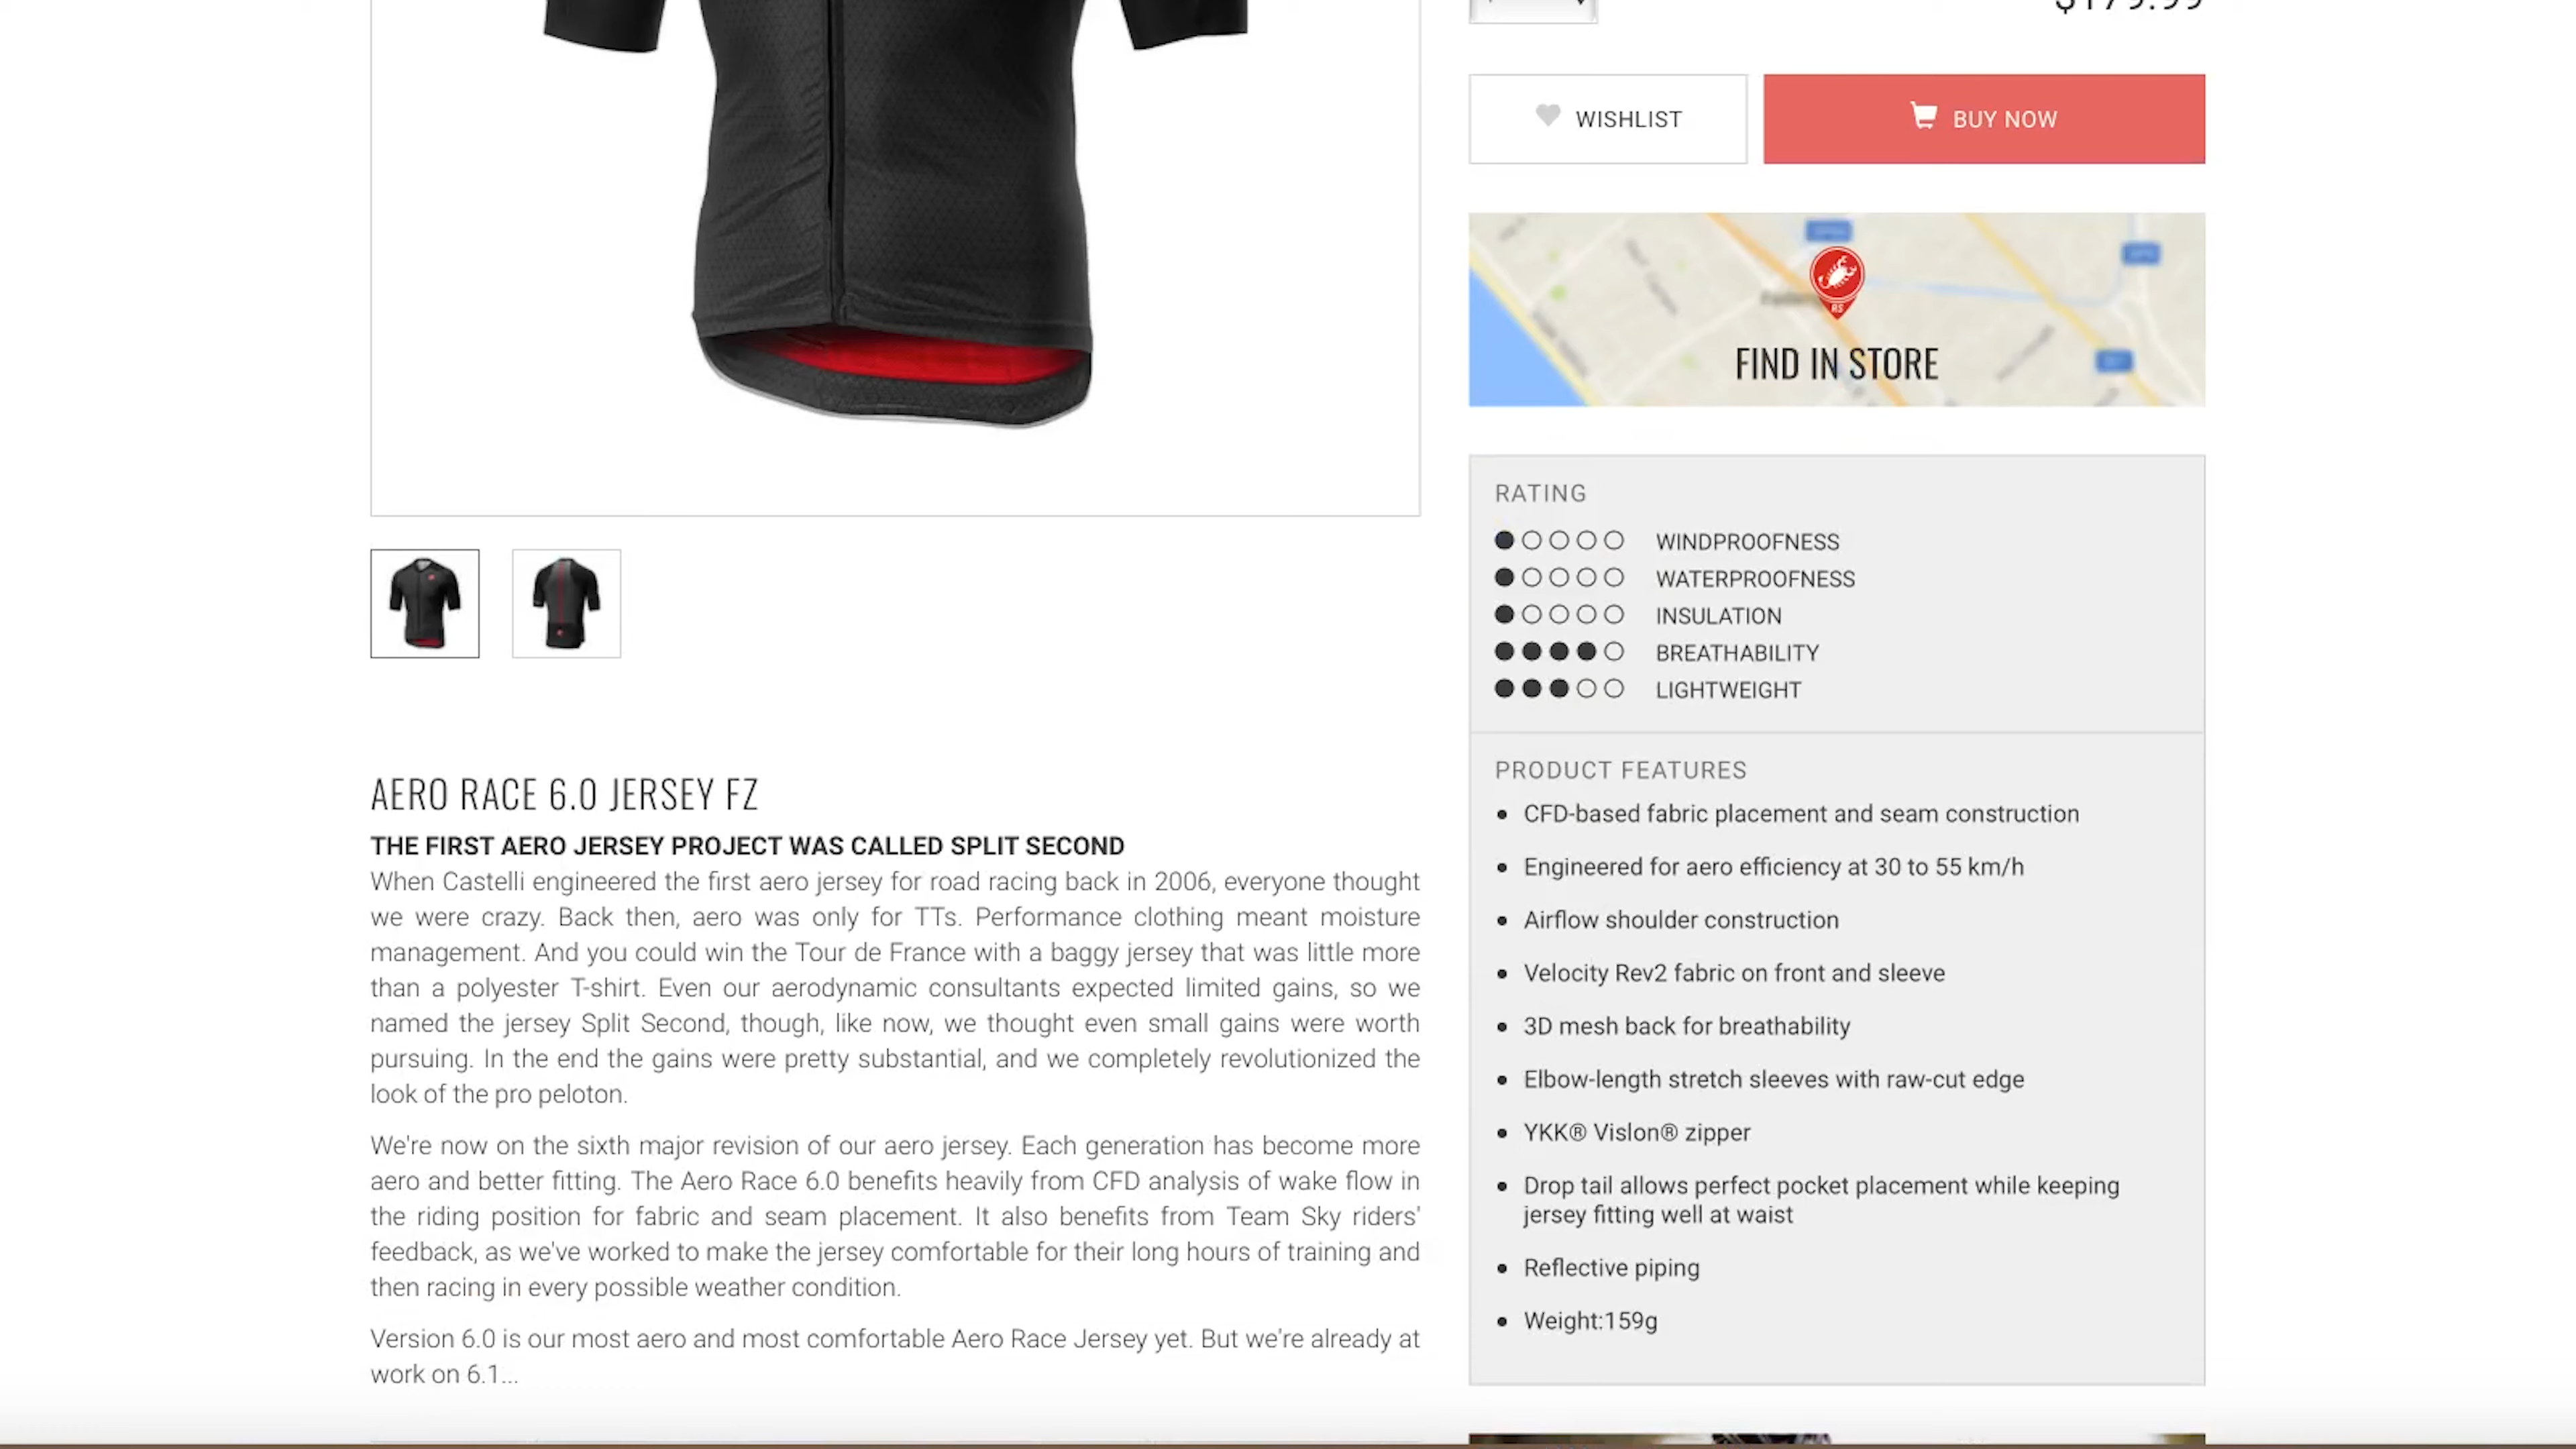 $179.99
WISHLIST
BUY NOW
FIND IN STORE
RS
RATING
WINDPROOFNESS
WATERPROOFNESS
INSULATION
BREATHABILITY
LIGHTWEIGHT
PRODUCT FEATURES
CFD-based fabric placement and seam construction
Engineered for aero efficiency at 30 to 55 km/h
Airflow shoulder construction
Velocity Rev2 fabric on front and sleeve
3D mesh back for breathability
Elbow-length stretch sleeves with raw-cut edge
YKK® Vislon® zipper
Drop tail allows perfect pocket placement while keeping
jersey fitting well at waist
Reflective piping
Weight:159g
AERO RACE 6.0 JERSEY FZ
THE FIRST AERO JERSEY PROJECT WAS CALLED SPLIT SECOND
When Castelli engineered the first aero jersey for road racing back in 2006, everyone thought
we were crazy. Back then, aero was only for TTs. Performance clothing meant moisture
management. And you could win the Tour de France with a baggy jersey that was little more
than a polyester T-shirt. Even our aerodynamic consultants expected limited gains, so we
named the jersey Split Second, though, like now, we thought even small gains were worth
pursuing. In the end the gains were pretty substantial, and we completely revolutionized the
look of the pro peloton.
We're now on the sixth major revision of our aero jersey. Each generation has become more
aero and better fitting. The Aero Race 6.0 benefits heavily from CFD analysis of wake flow in
the riding position for fabric and seam placement. It also benefits from Team Sky riders'
feedback, as we've worked to make the jersey comfortable for their long hours of training and
then racing in every possible weather condition.
Version 6.0 is our most aero and most comfortable Aero Race Jersey yet. But we're already at
work on 6.1...